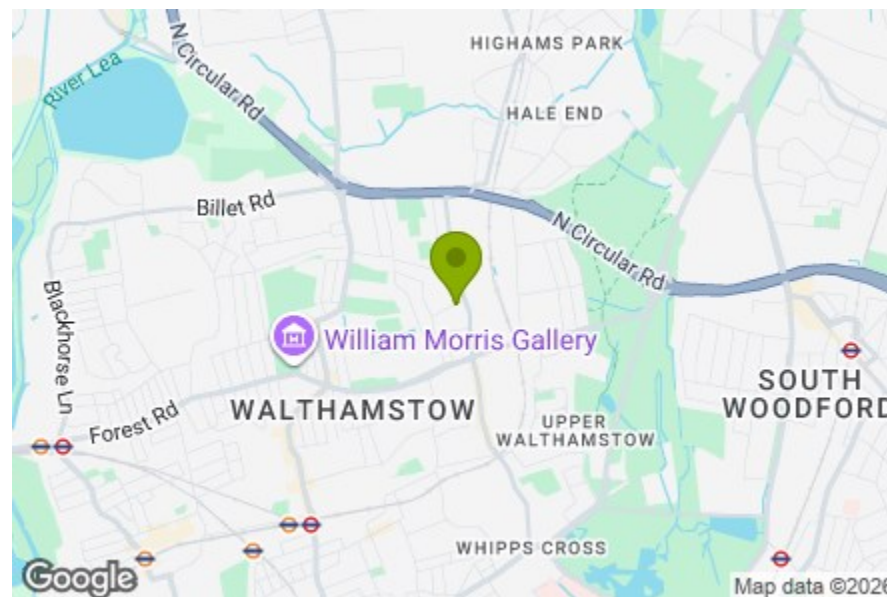 HIGHAMS PARK
River Lea
N Circular Rd
HALE END
Billet Rd
N Circular Rd
Blackhorse Ln
William Morris Gallery
SOUTH
WOODFORD
WALTHAMSTOW
Forest Rd
UPPER
WALTHAMSTOW
WHIPPS CROSS
Google
Map data ©2026